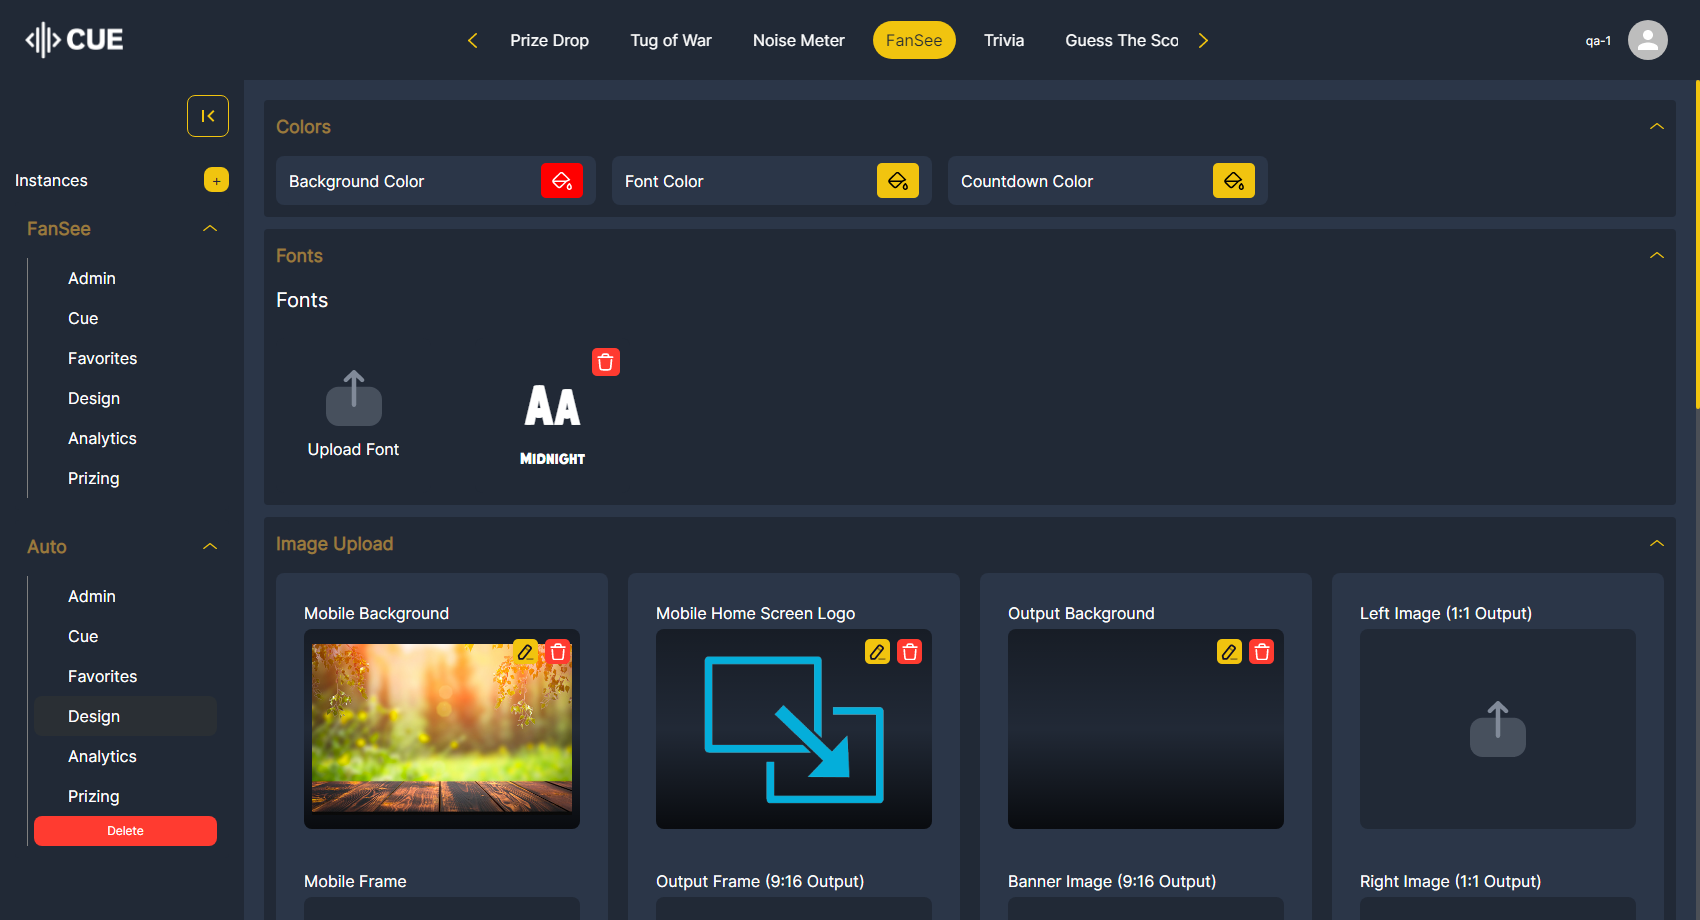 CUE
Prize Drop
Tug of War
Noise Meter
FanSee
Trivia
Guess The Sco
qa-1
Instances
+
FanSee
Admin
Cue
Favorites
Design
Analytics
Prizing
Auto
Admin
Cue
Favorites
Design
Analytics
Prizing
Delete
Colors
Background Color
Font Color
Countdown Color
Fonts
Fonts
Upload Font
AA
MIDNIGHT
Image Upload
Mobile Background
Mobile Home Screen Logo
Output Background
Left Image (1:1 Output)
Mobile Frame
Output Frame (9:16 Output)
Banner Image (9:16 Output)
Right Image (1:1 Output)